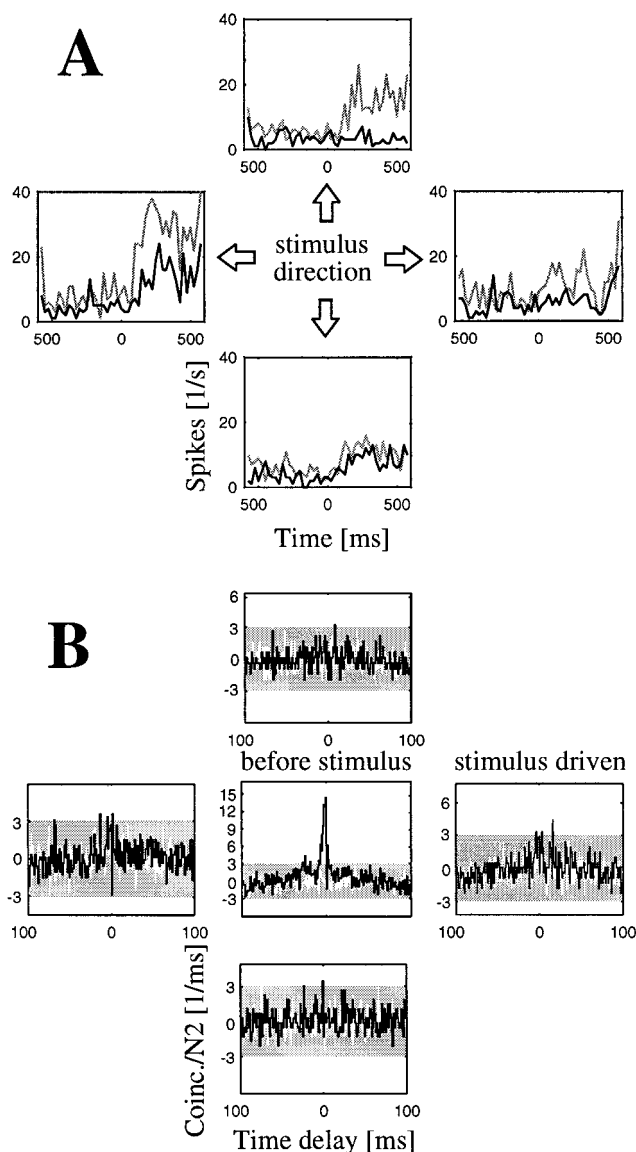 A
40
20
0
500 0 500
40
20
0
500 0 500
stimulus
direction
40
20
0
500 0 500
Spikes [1/s]
40
20
0
500 0 500
Time [ms]
B
6
3
0
-3
100 0 100
before stimulus
stimulus driven
3
0
-3
100 0 100
15
12
9
6
3
0
-3
6
3
0
-3
100 0 100
Coinc./N2 [1/ms]
3
0
-3
100 0 100
Time delay [ms]